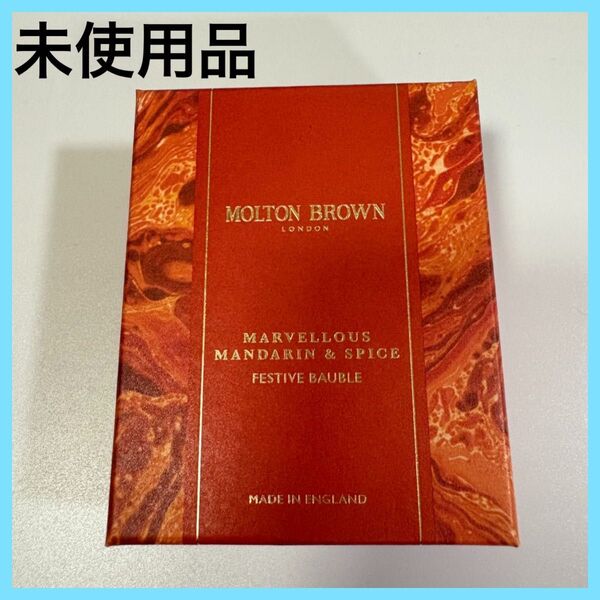 未使用品
MOLTON BROWN
LONDON
MARVELLOUS
MANDARIN & SPICE
FESTIVE BAUBLE
MADE IN ENGLAND